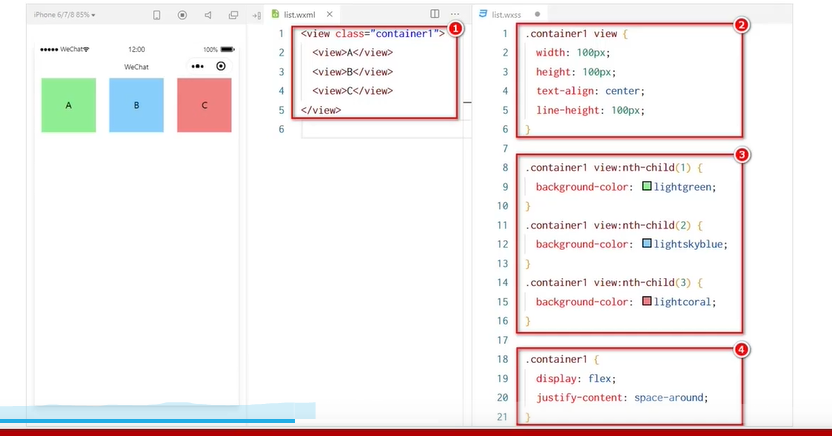 iPhone 6/7/8 85%
WeChat
12:00
100%
WeChat
A
B
C
list.wxml
1
1 <view class="container1">
2 <view>A</view>
3 <view>B</view>
4 <view>C</view>
5 </view>
6
list.wxss
2
1 .container1 view {
2 width: 100px;
3 height: 100px;
4 text-align: center;
5 line-height: 100px;
6 }
7
3
8 .container1 view:nth-child(1) {
9 background-color: lightgreen;
10 }
11 .container1 view:nth-child(2) {
12 background-color: lightskyblue;
13 }
14 .container1 view:nth-child(3) {
15 background-color: lightcoral;
16 }
17
4
18 .container1 {
19 display: flex;
20 justify-content: space-around;
21 }